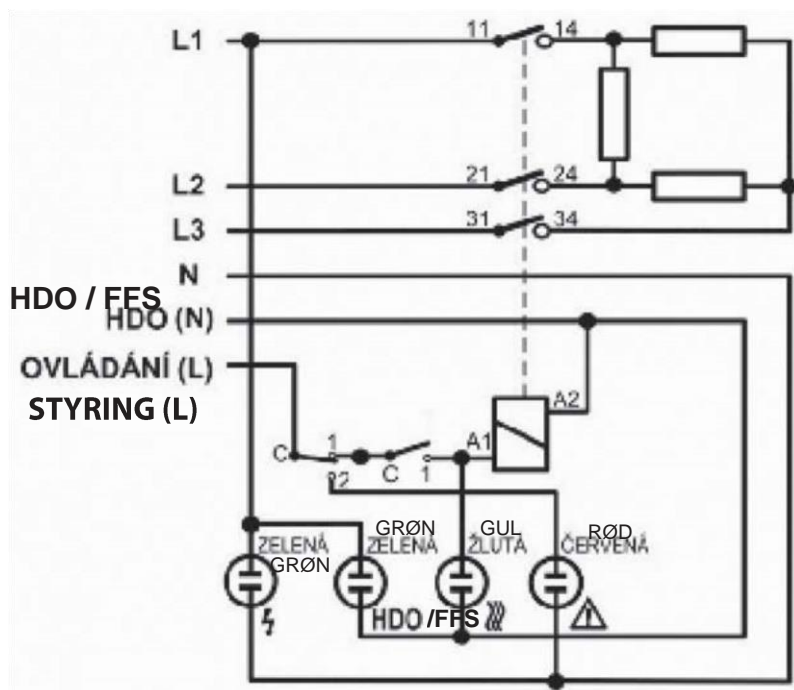 L1
11
14
L2
21
24
L3
31
34
N
HDO / FFS
HDO (N)
OVLÁDÁNÍ (L)
STYRING (L)
A2
A1
C
1
2
C
1
ZELENÁ
GRØN
GRØN
ZELENÁ
GUL
ŽLUTÁ
RØD
ČERVENÁ
HDO /FFS